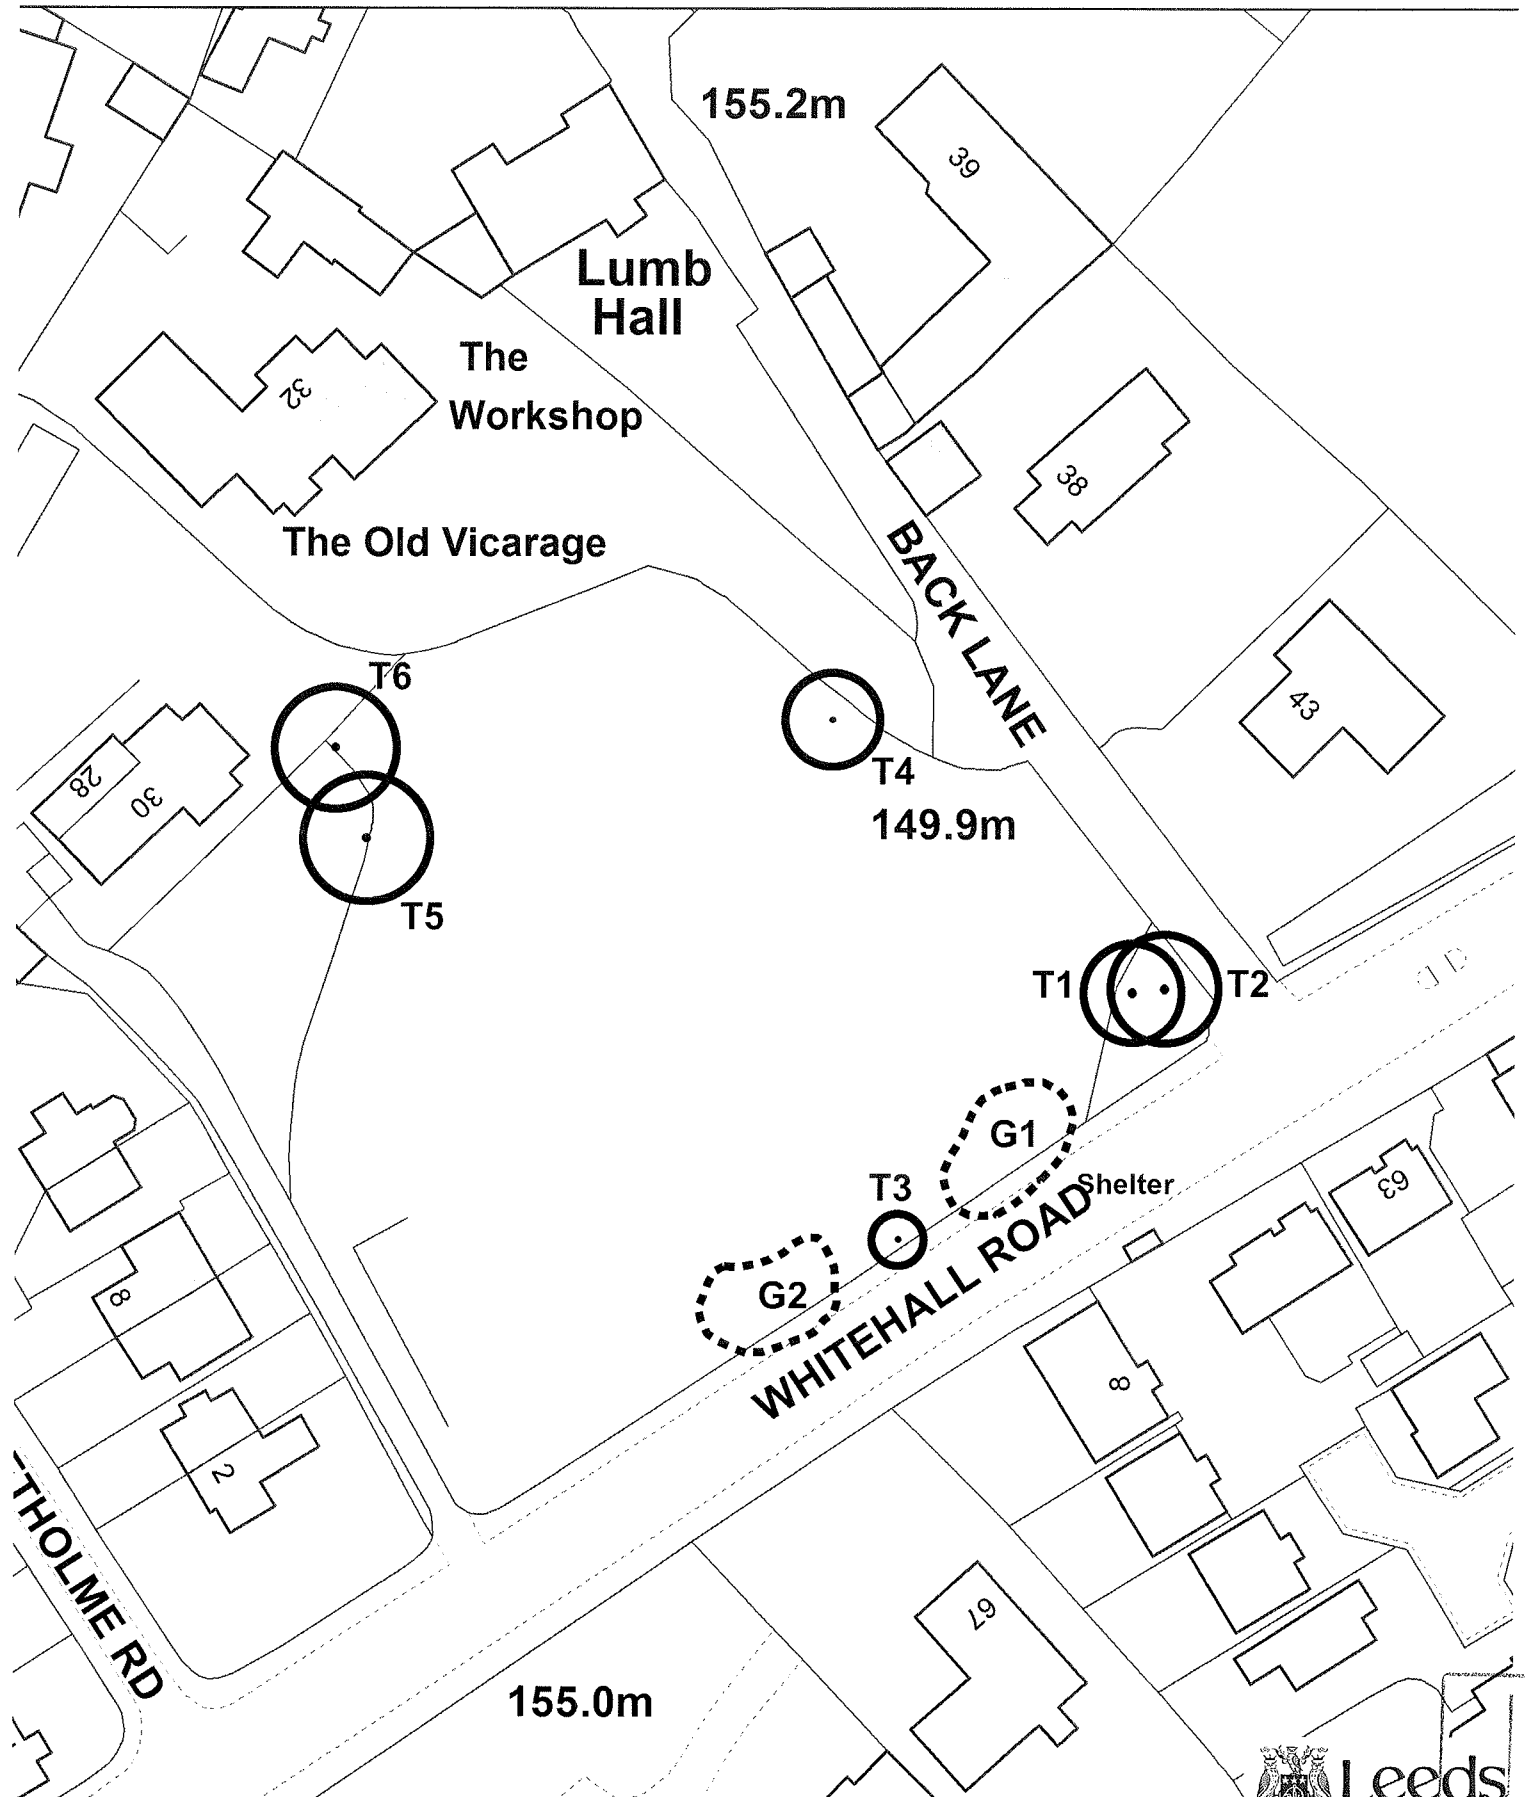 155.2m
39
Lumb
Hall
The
Workshop
32
38
The Old Vicarage
BACK LANE
T6
43
T4
28
30
149.9m
T5
T1
T2
G1
Shelter
T3
63
G2
WHITEHALL ROAD
8
8
2
THOLME RD
67
155.0m
Leeds